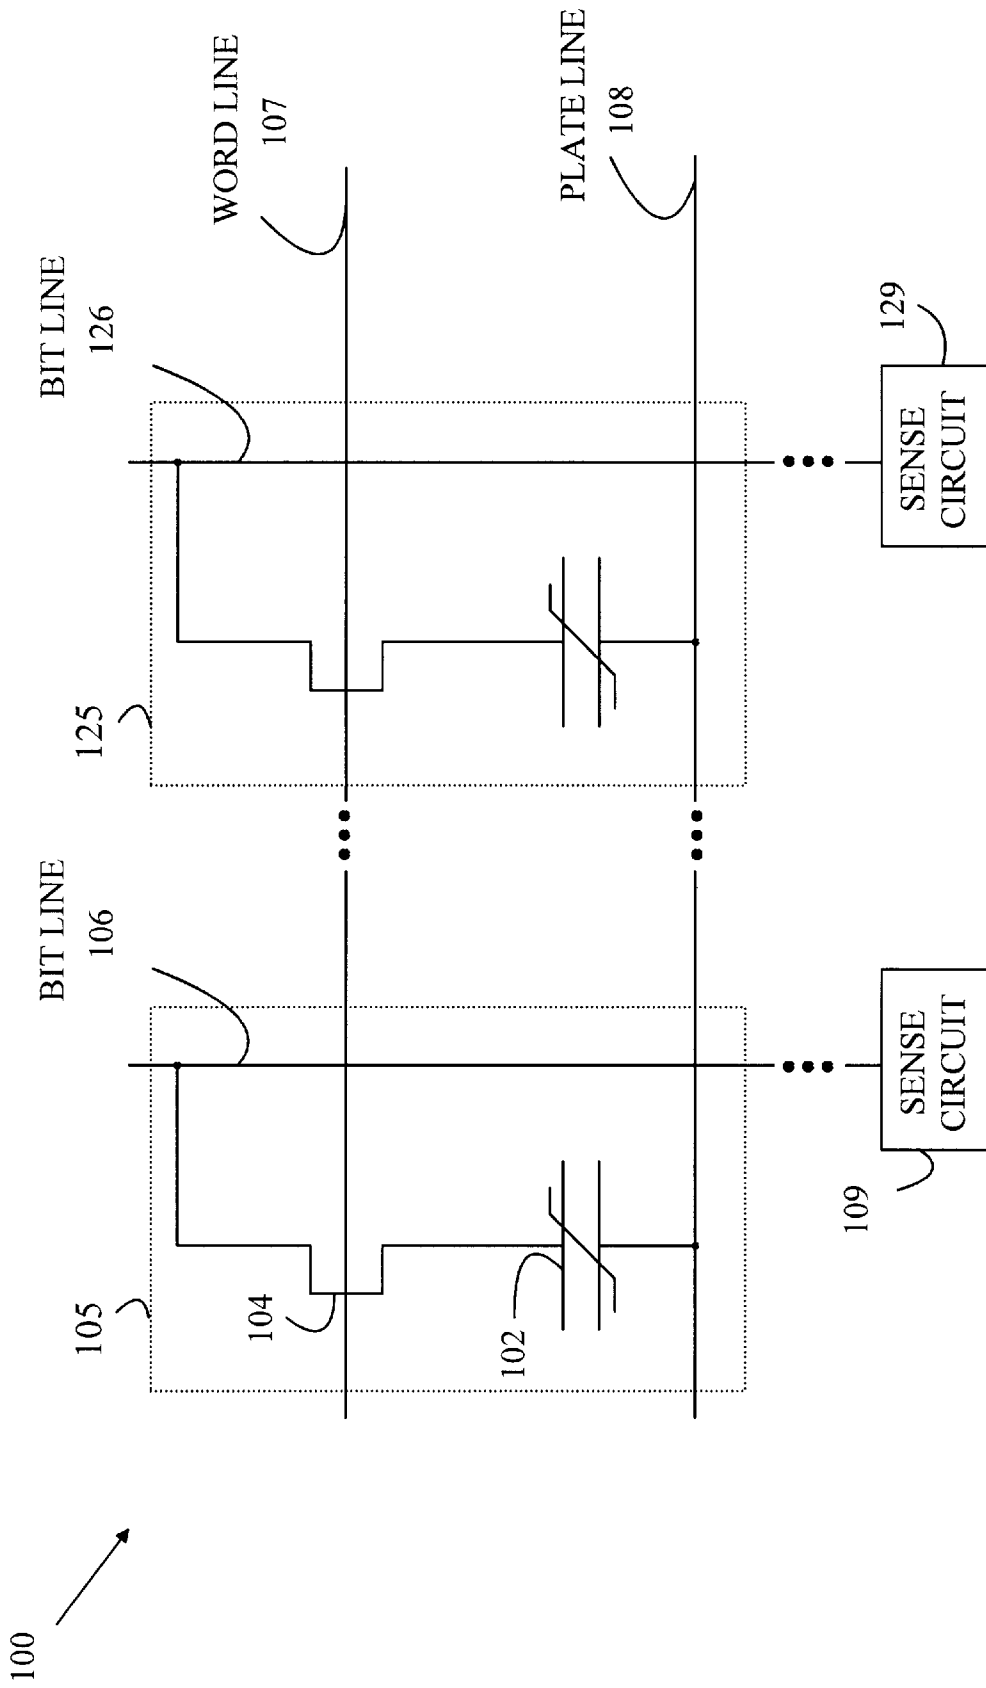 BIT LINE
106
BIT LINE
126
WORD LINE
107
PLATE LINE
108
105
125
104
102
100
109
SENSE
CIRCUIT
129
SENSE
CIRCUIT